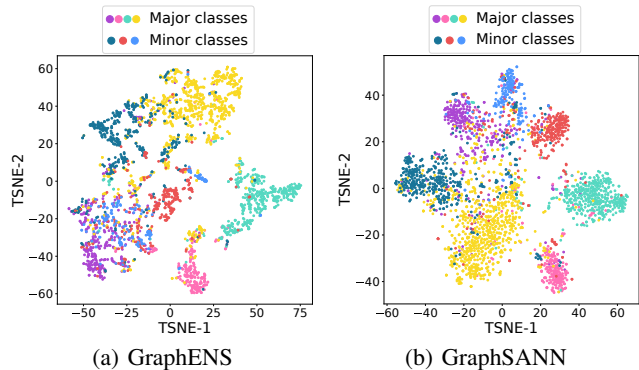 Major classes
Minor classes
60
40
20
0
−20
−40
−60
−50 −25 0 25 50 75
TSNE-1
TSNE-2
(a) GraphENS
Major classes
Minor classes
40
20
0
−20
−40
−60 −40 −20 0 20 40 60
TSNE-1
TSNE-2
(b) GraphSANN